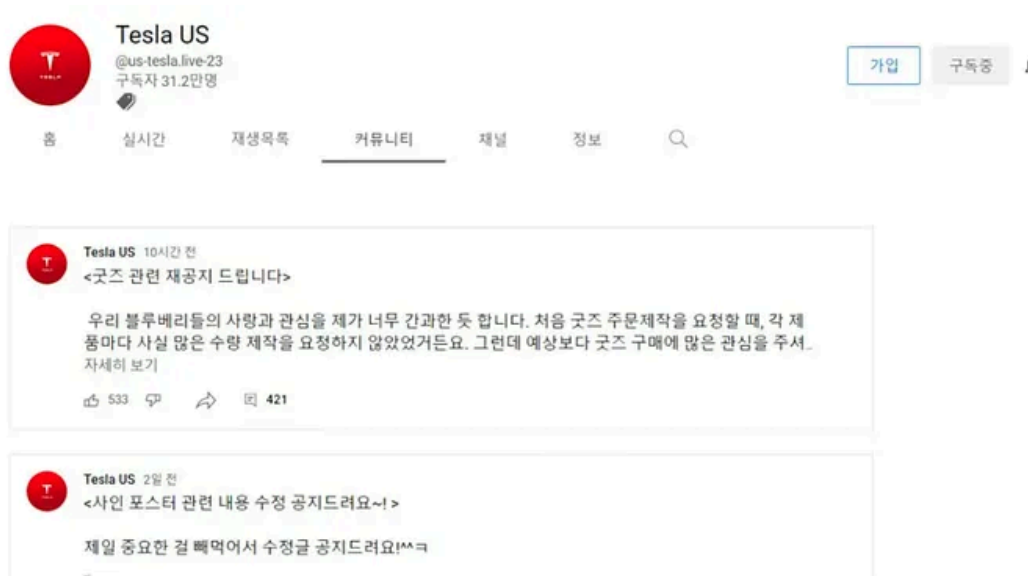 Tesla US
@us-tesla.live-23
구독자 31.2만명
가입
구독중
홈 실시간 재생목록 커뮤니티 채널 정보
Tesla US 10시간 전
<굿즈 관련 재공지 드립니다>
우리 블루베리들의 사랑과 관심을 제가 너무 간과한 듯 합니다. 처음 굿즈 주문제작을 요청할 때, 각 제
품마다 사실 많은 수량 제작을 요청하지 않았었거든요. 그런데 예상보다 굿즈 구매에 많은 관심을 주셔..
자세히 보기
533 421
Tesla US 2일 전
<사인 포스터 관련 내용 수정 공지드려요~! >
제일 중요한 걸 빼먹어서 수정글 공지드려요!^^ㅋ